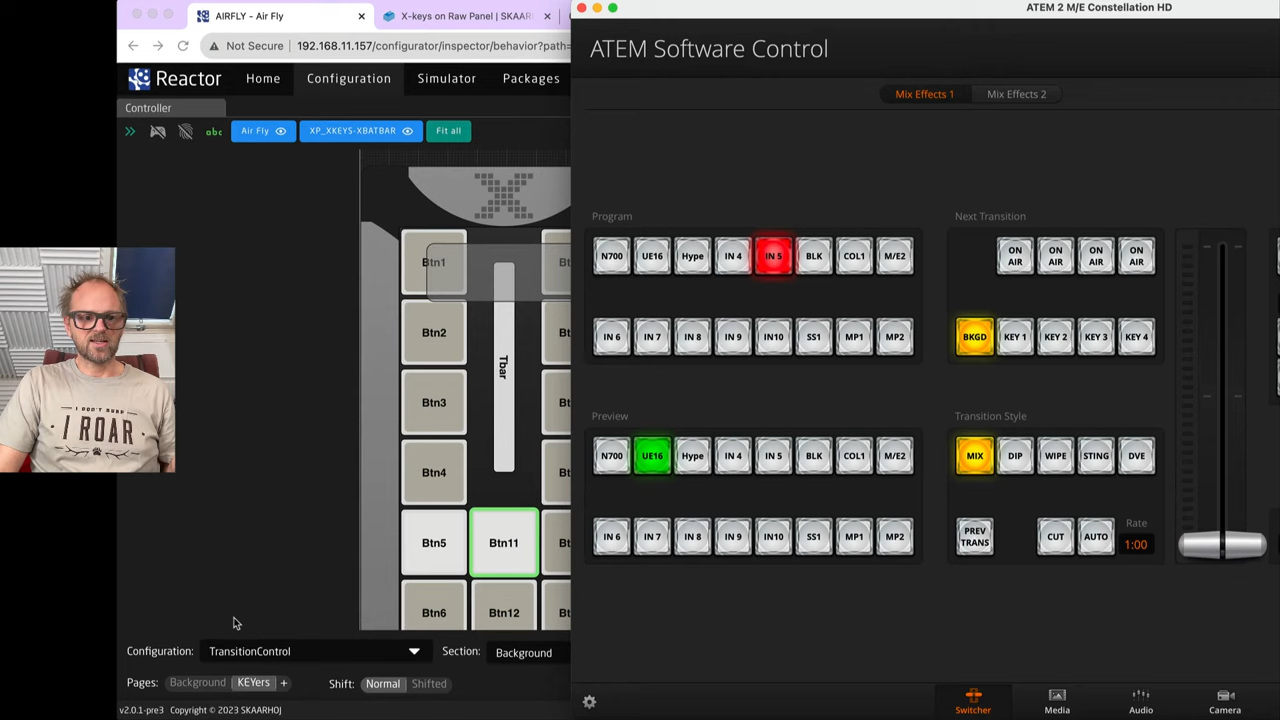 ATEM 2 M/E Constellation HD
AIRFLY - Air Fly
X-keys on Raw Panel | SKAARH
Not Secure
192.168.11.157/configurator/inspector/behavior?path=
ATEM Software Control
Reactor
Home
Configuration
Simulator
Packages
Mix Effects 1
Mix Effects 2
Controller
abc
Air Fly
XP_XKEYS-XBATBAR
Fit all
Program
Next Transition
N700
UE16
Hype
IN 4
IN 5
BLK
COL1
M/E2
ON AIR
ON AIR
ON AIR
ON AIR
IN 6
IN 7
IN 8
IN 9
IN10
SS1
MP1
MP2
BKGD
KEY 1
KEY 2
KEY 3
KEY 4
Btn1
Bt
Btn2
Bt
Tbar
Btn3
Bt
Btn4
Bt
Btn5
Btn11
Bt
Btn6
Btn12
Bt
Preview
Transition Style
N700
UE16
Hype
IN 4
IN 5
BLK
COL1
M/E2
MIX
DIP
WIPE
STING
DVE
IN 6
IN 7
IN 8
IN 9
IN10
SS1
MP1
MP2
PREV TRANS
CUT
AUTO
Rate
1:00
I DON'T
I ROAR
Configuration:
TransitionControl
Section:
Background
Pages:
Background
KEYers
+
Shift:
Normal
Shifted
v2.0.1-pre3 Copyright © 2023 SKAARHOJ
Switcher
Media
Audio
Camera